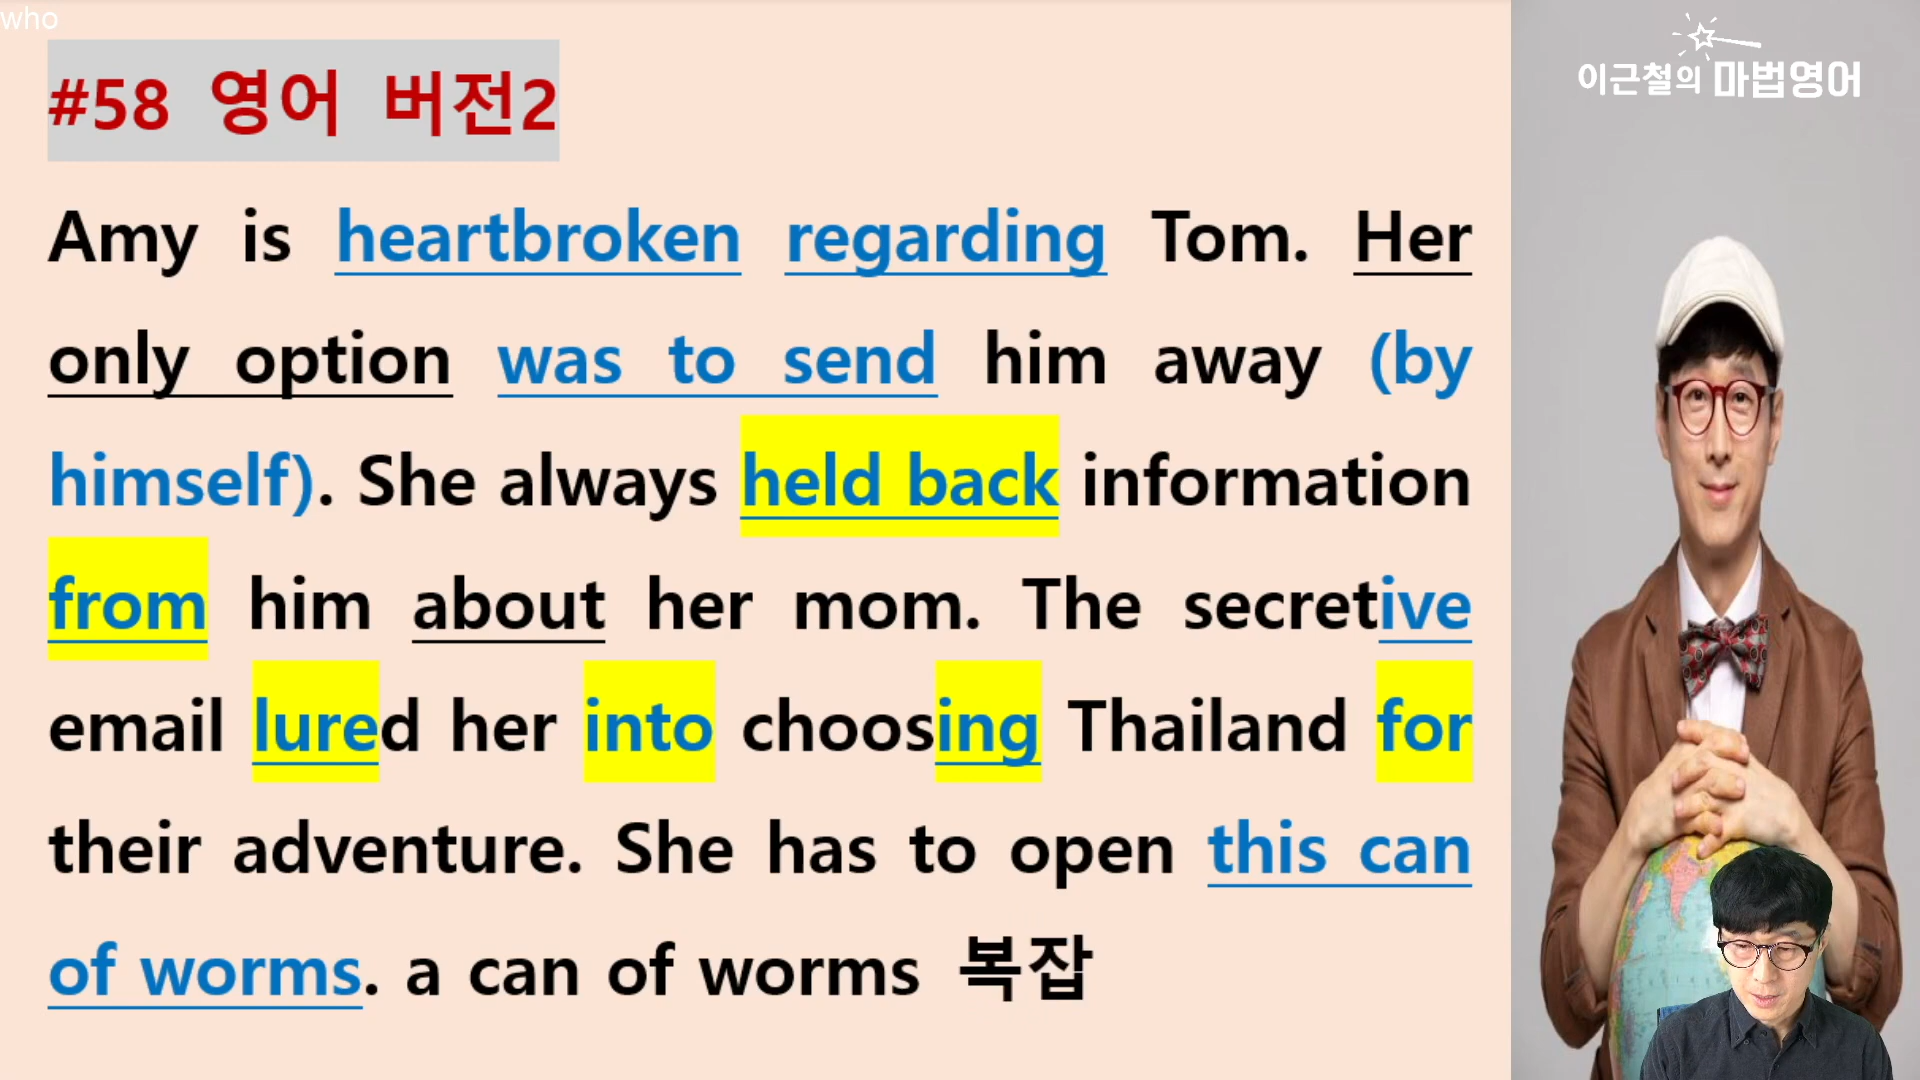 who
#58 영어 버전2
이근철의 마법영어
Amy is heartbroken regarding Tom. Her
only option was to send him away (by
himself). She always held back information
from him about her mom. The secretive
email lured her into choosing Thailand for
their adventure. She has to open this can
of worms. a can of worms 복잡